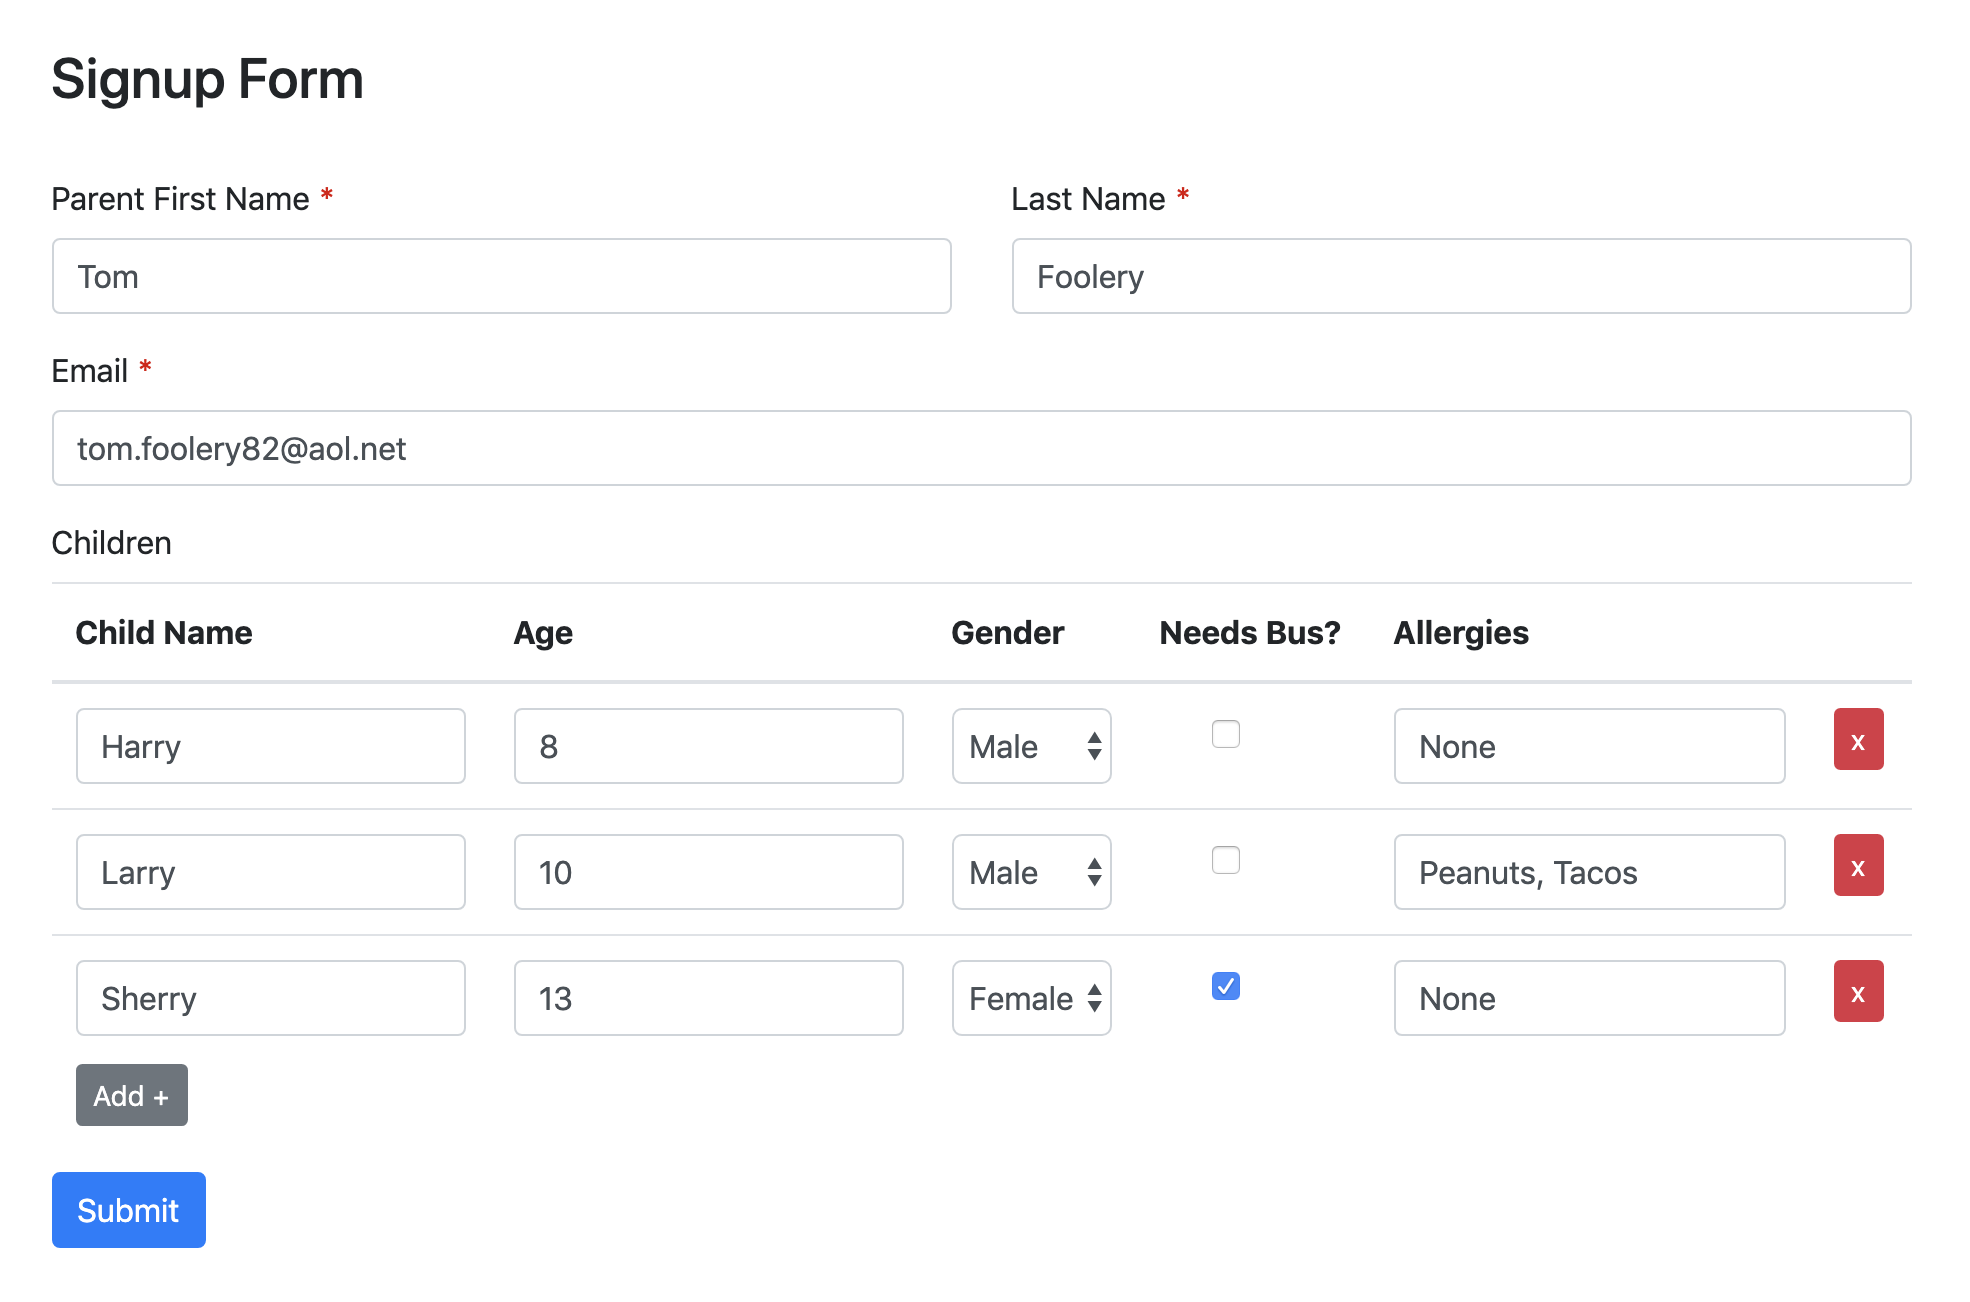 Signup Form
Parent First Name * Last Name *
Tom Foolery
Email *
tom.foolery82@aol.net
Children
Child Name Age Gender Needs Bus? Allergies
Harry 8 Male None x
Larry 10 Male Peanuts, Tacos x
Sherry 13 Female None x
Add +
Submit